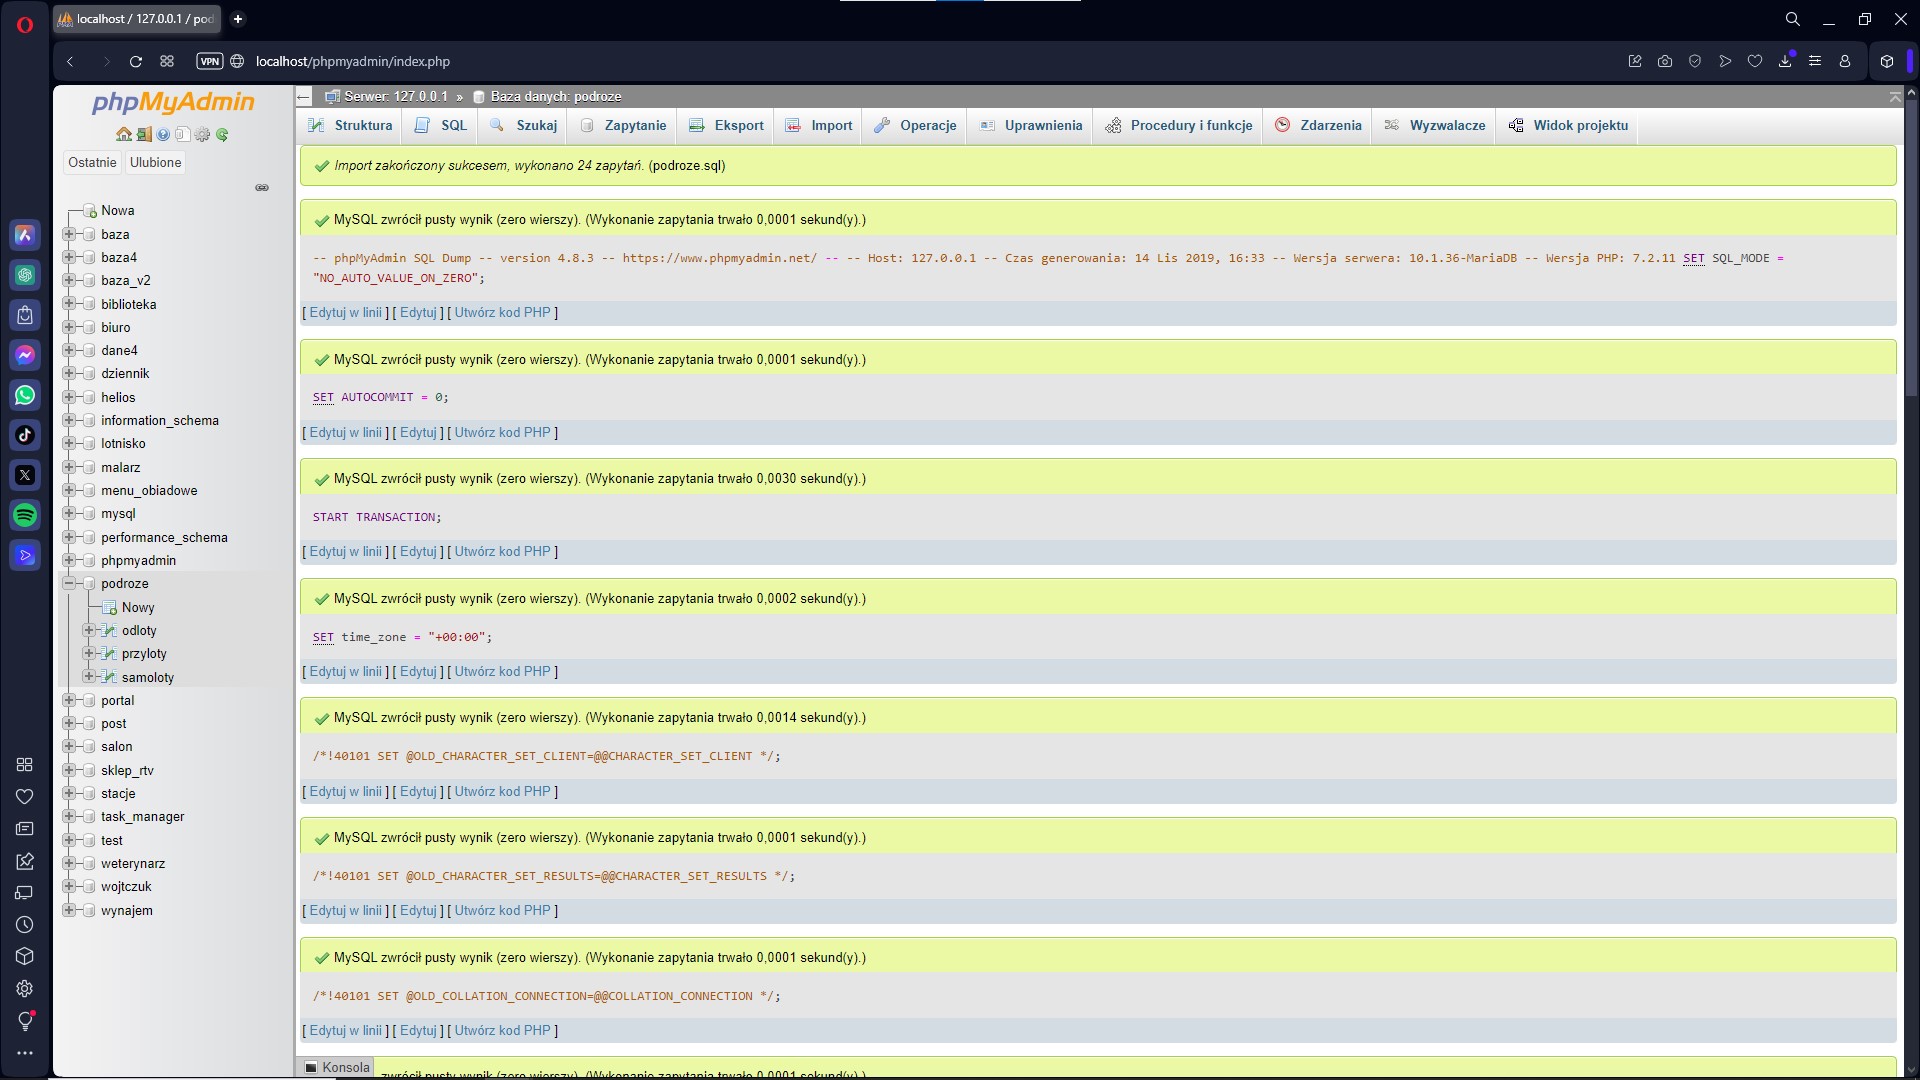 localhost / 127.0.0.1 / pod
VPN
localhost/phpmyadmin/index.php
phpMyAdmin
Ostatnie
Ulubione
Nowa
baza
baza4
baza_v2
biblioteka
biuro
dane4
dziennik
helios
information_schema
lotnisko
malarz
menu_obiadowe
mysql
performance_schema
phpmyadmin
podroze
Nowy
odloty
przyloty
samoloty
portal
post
salon
sklep_rtv
stacje
task_manager
test
weterynarz
wojtczuk
wynajem
Serwer: 127.0.0.1 » Baza danych: podroze
Struktura SQL Szukaj Zapytanie Eksport Import Operacje Uprawnienia Procedury i funkcje Zdarzenia Wyzwalacze Widok projektu
Import zakończony sukcesem, wykonano 24 zapytań. (podroze.sql)
MySQL zwrócił pusty wynik (zero wierszy). (Wykonanie zapytania trwało 0,0001 sekund(y).)
-- phpMyAdmin SQL Dump -- version 4.8.3 -- https://www.phpmyadmin.net/ -- -- Host: 127.0.0.1 -- Czas generowania: 14 Lis 2019, 16:33 -- Wersja serwera: 10.1.36-MariaDB -- Wersja PHP: 7.2.11 SET SQL_MODE =
"NO_AUTO_VALUE_ON_ZERO";
[ Edytuj w linii ] [ Edytuj ] [ Utwórz kod PHP ]
MySQL zwrócił pusty wynik (zero wierszy). (Wykonanie zapytania trwało 0,0001 sekund(y).)
SET AUTOCOMMIT = 0;
[ Edytuj w linii ] [ Edytuj ] [ Utwórz kod PHP ]
MySQL zwrócił pusty wynik (zero wierszy). (Wykonanie zapytania trwało 0,0030 sekund(y).)
START TRANSACTION;
[ Edytuj w linii ] [ Edytuj ] [ Utwórz kod PHP ]
MySQL zwrócił pusty wynik (zero wierszy). (Wykonanie zapytania trwało 0,0002 sekund(y).)
SET time_zone = "+00:00";
[ Edytuj w linii ] [ Edytuj ] [ Utwórz kod PHP ]
MySQL zwrócił pusty wynik (zero wierszy). (Wykonanie zapytania trwało 0,0014 sekund(y).)
/*!40101 SET @OLD_CHARACTER_SET_CLIENT=@@CHARACTER_SET_CLIENT */;
[ Edytuj w linii ] [ Edytuj ] [ Utwórz kod PHP ]
MySQL zwrócił pusty wynik (zero wierszy). (Wykonanie zapytania trwało 0,0001 sekund(y).)
/*!40101 SET @OLD_CHARACTER_SET_RESULTS=@@CHARACTER_SET_RESULTS */;
[ Edytuj w linii ] [ Edytuj ] [ Utwórz kod PHP ]
MySQL zwrócił pusty wynik (zero wierszy). (Wykonanie zapytania trwało 0,0001 sekund(y).)
/*!40101 SET @OLD_COLLATION_CONNECTION=@@COLLATION_CONNECTION */;
[ Edytuj w linii ] [ Edytuj ] [ Utwórz kod PHP ]
Konsola
zwrócił pusty wynik (zero wierszy). (Wykonanie zapytania trwało 0,0001 sekund(y).)